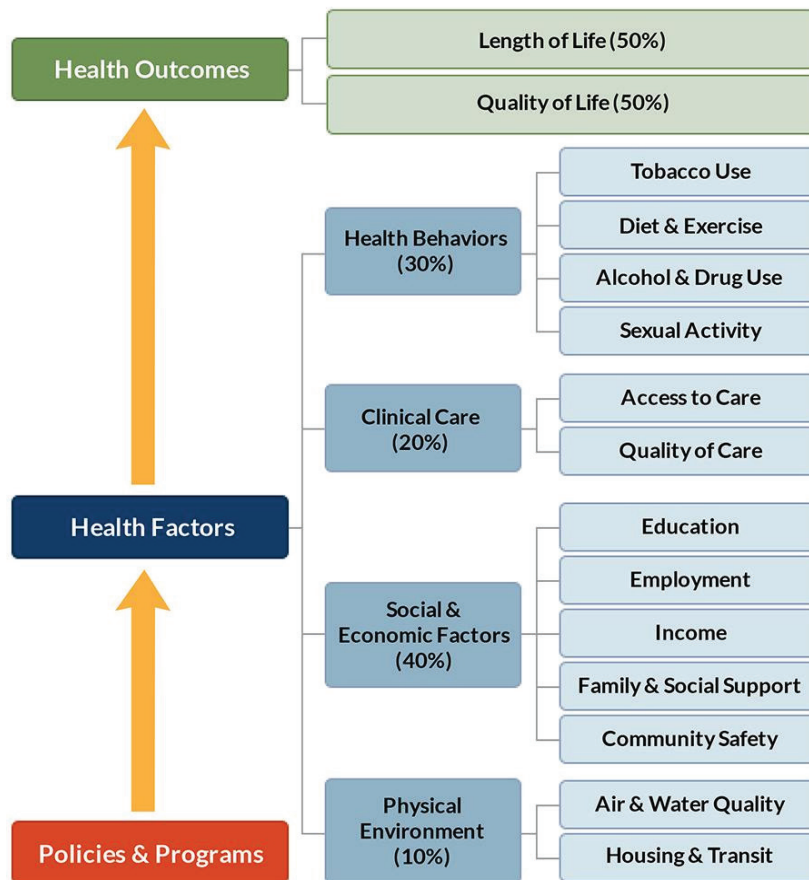 Health Outcomes
Length of Life (50%)
Quality of Life (50%)
Health Factors
Health Behaviors
(30%)
Tobacco Use
Diet & Exercise
Alcohol & Drug Use
Sexual Activity
Clinical Care
(20%)
Access to Care
Quality of Care
Social &
Economic Factors
(40%)
Education
Employment
Income
Family & Social Support
Community Safety
Physical
Environment
(10%)
Air & Water Quality
Housing & Transit
Policies & Programs